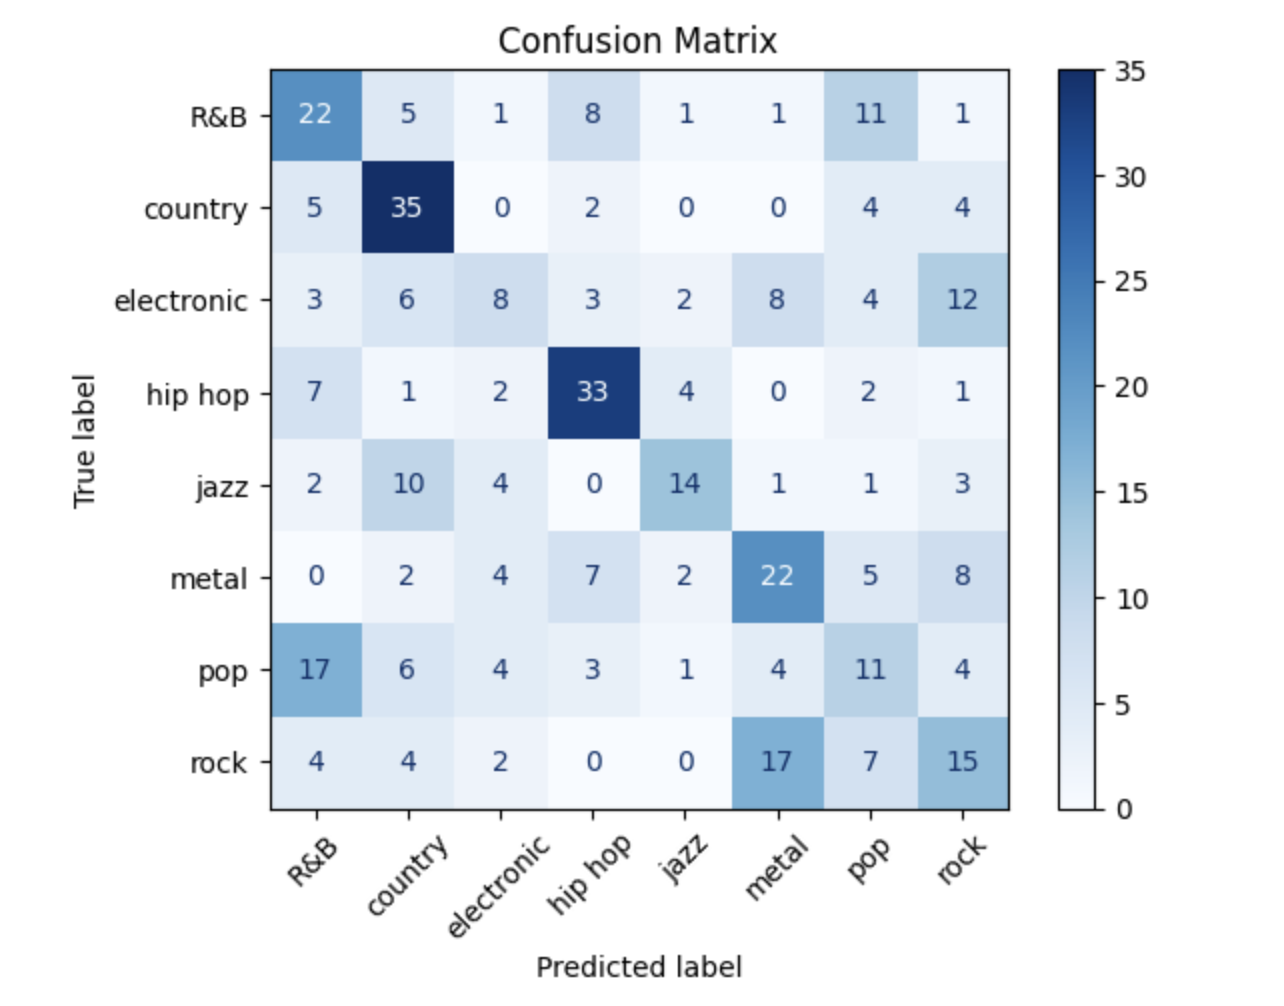 Confusion Matrix
R&B 22 5 1 8 1 1 11 1
country 5 35 0 2 0 0 4 4
electronic 3 6 8 3 2 8 4 12
hip hop 7 1 2 33 4 0 2 1
jazz 2 10 4 0 14 1 1 3
metal 0 2 4 7 2 22 5 8
pop 17 6 4 3 1 4 11 4
rock 4 4 2 0 0 17 7 15
True label
R&B country electronic hip hop jazz metal pop rock
Predicted label
35
30
25
20
15
10
5
0